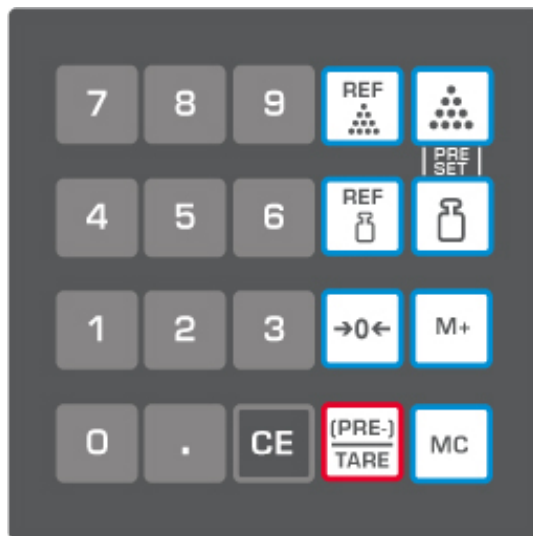 7 8 9 REF
PRE
SET
4 5 6 REF
1 2 3 →0← M+
0 . CE (PRE-) MC
TARE